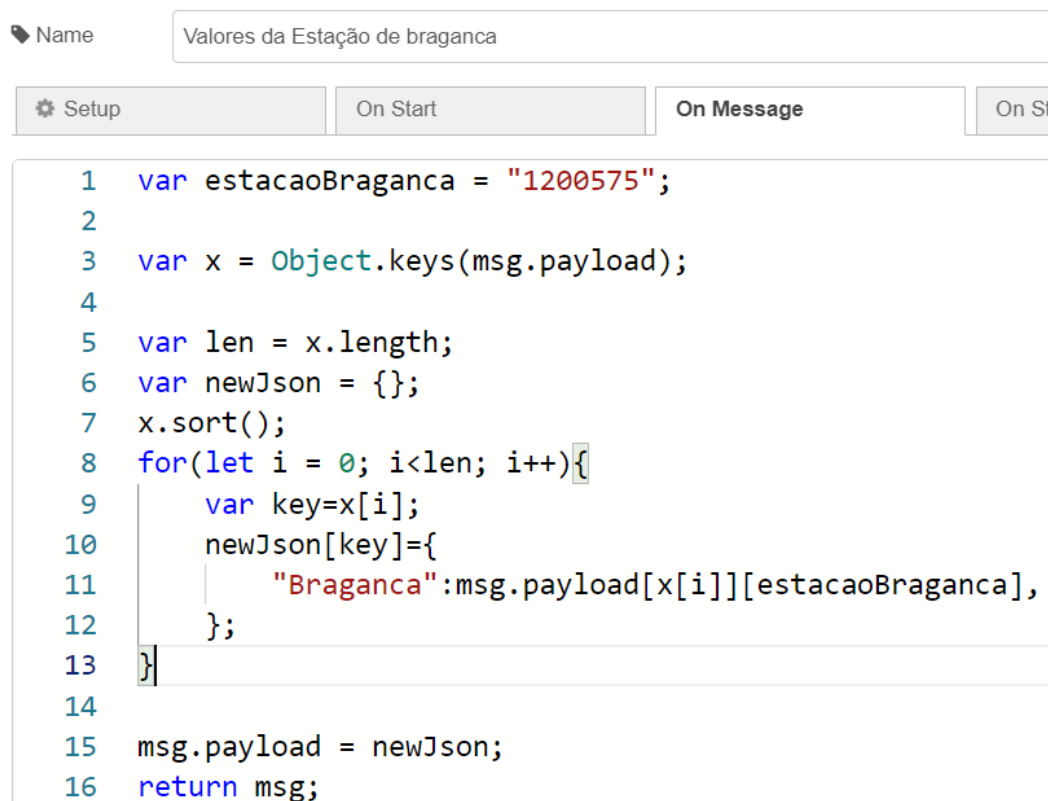 Name
Valores da Estação de braganca
Setup
On Start
On Message
On St
1 var estacaoBraganca = "1200575";
2
3 var x = Object.keys(msg.payload);
4
5 var len = x.length;
6 var newJson = {};
7 x.sort();
8 for(let i = 0; i<len; i++){
9     var key=x[i];
10     newJson[key]={
11         "Braganca":msg.payload[x[i]][estacaoBraganca],
12     };
13 }
14
15 msg.payload = newJson;
16 return msg;